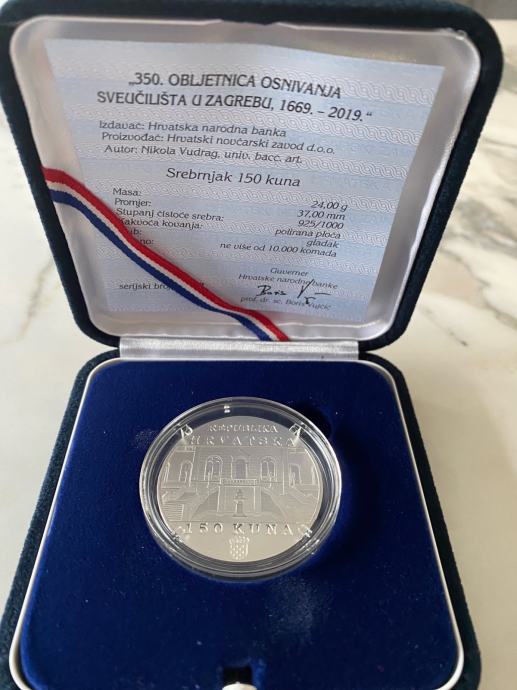 „350. OBLJETNICA OSNIVANJA
SVEUČILIŠTA U ZAGREBU, 1669. – 2019.“
Izdavač: Hrvatska narodna banka
Proizvođač: Hrvatski novčarski zavod d.o.o.
Autor: Nikola Vudrag, univ. bacc. art.
Srebrnjak 150 kuna
Masa: 24,00 g
Promjer: 37,00 mm
Stupanj čistoće srebra: 925/1000
Kakvoća kovanja: polirana ploča
gladak
ne više od 10.000 komada
Guverner
Hrvatske narodne banke
serijski broj
prof. dr. sc. Boris Vujčić
REPUBLIKA
HRVATSKA
150 KUNA